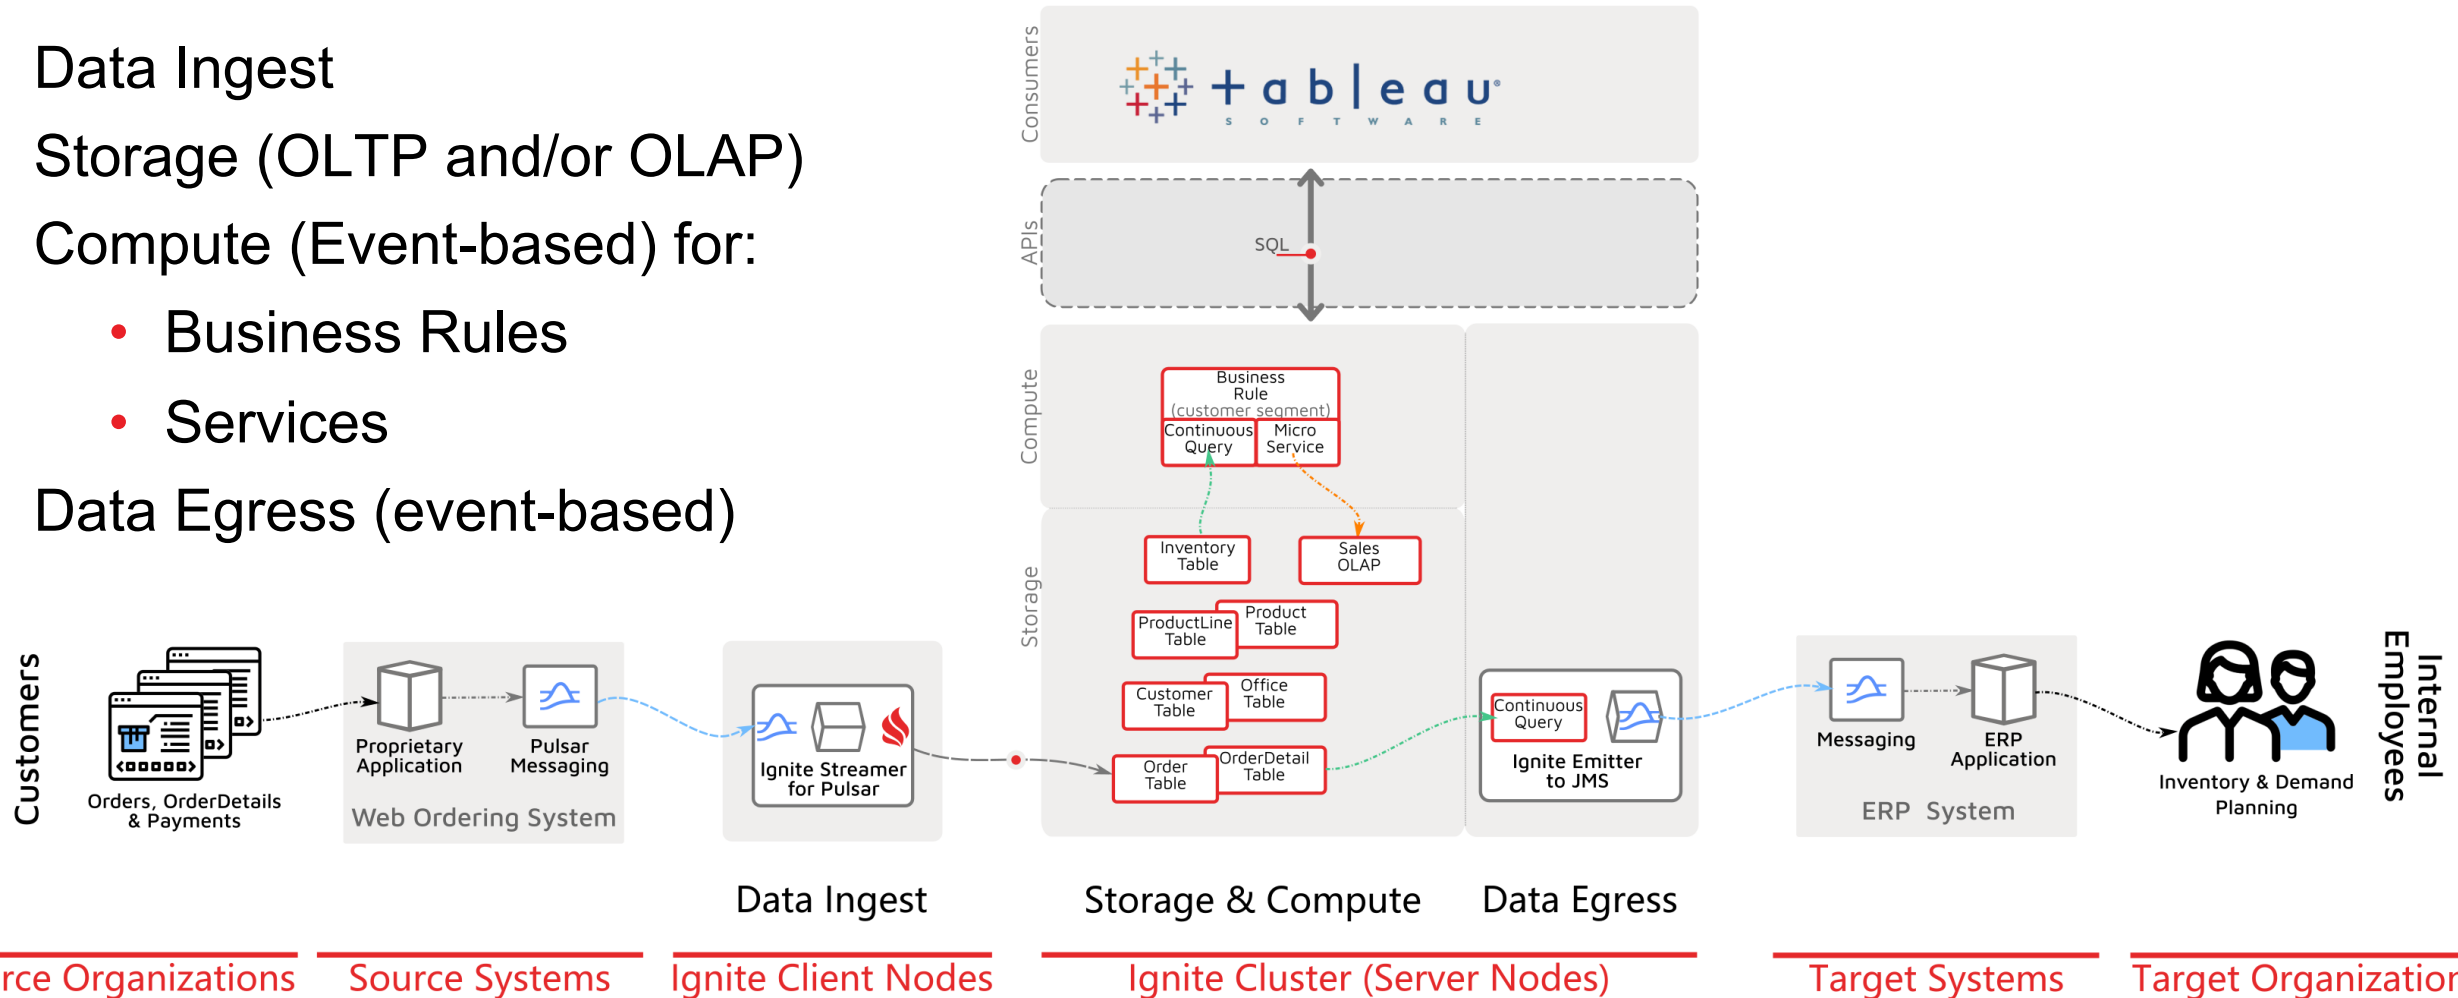 Data Ingest
Storage (OLTP and/or OLAP)
Compute (Event-based) for:
• Business Rules
• Services
Data Egress (event-based)
Consumers
+ableau®
SOFTWARE
APIs
SQL
Compute
Business
Rule
(customer segment)
Continuous
Query
Micro
Service
Storage
Inventory
Table
Sales
OLAP
ProductLine
Table
Product
Table
Customer
Table
Office
Table
Order
Table
OrderDetail
Table
Customers
Orders, OrderDetails
& Payments
Proprietary
Application
Pulsar
Messaging
Web Ordering System
Ignite Streamer
for Pulsar
Continuous
Query
Ignite Emitter
to JMS
Messaging
ERP
Application
ERP System
Inventory & Demand
Planning
Internal
Employees
Data Ingest
Storage & Compute
Data Egress
rce Organizations
Source Systems
Ignite Client Nodes
Ignite Cluster (Server Nodes)
Target Systems
Target Organization